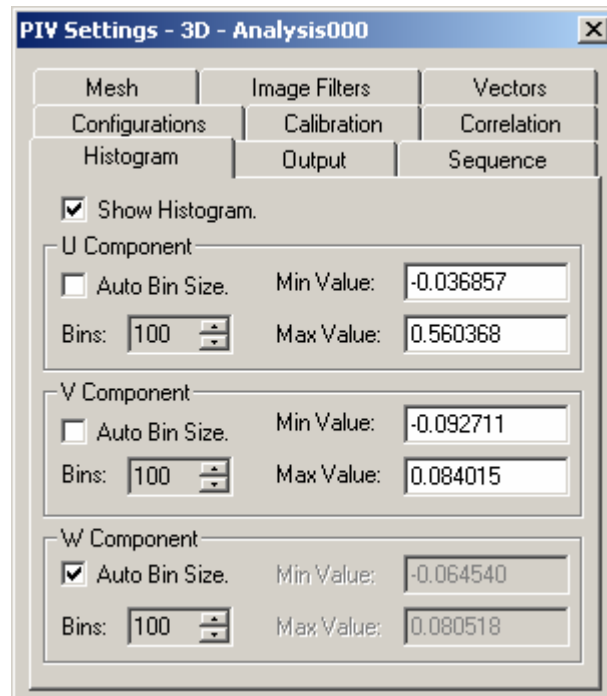 PIV Settings - 3D - Analysis000
Mesh Image Filters Vectors
Configurations Calibration Correlation
Histogram Output Sequence
Show Histogram.
U Component
Auto Bin Size. Min Value: -0.036857
Bins: 100 Max Value: 0.560368
V Component
Auto Bin Size. Min Value: -0.092711
Bins: 100 Max Value: 0.084015
W Component
Auto Bin Size. Min Value: -0.064540
Bins: 100 Max Value: 0.080518